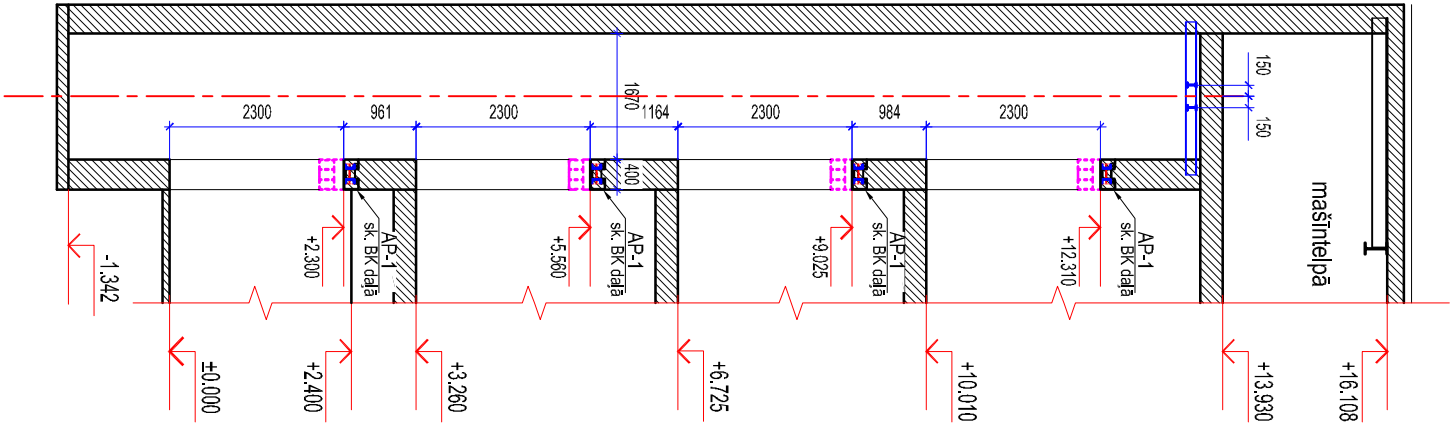 150
150
1670
2300
961
2300
1164
2300
984
2300
400
mašīntelpā
AP-1
sk. BK daļā
AP-1
sk. BK daļā
AP-1
sk. BK daļā
AP-1
sk. BK daļā
+2.300
+5.560
+9.025
+12.310
-1.342
±0.000
+2.400
+3.260
+6.725
+10.010
+13.930
+16.108